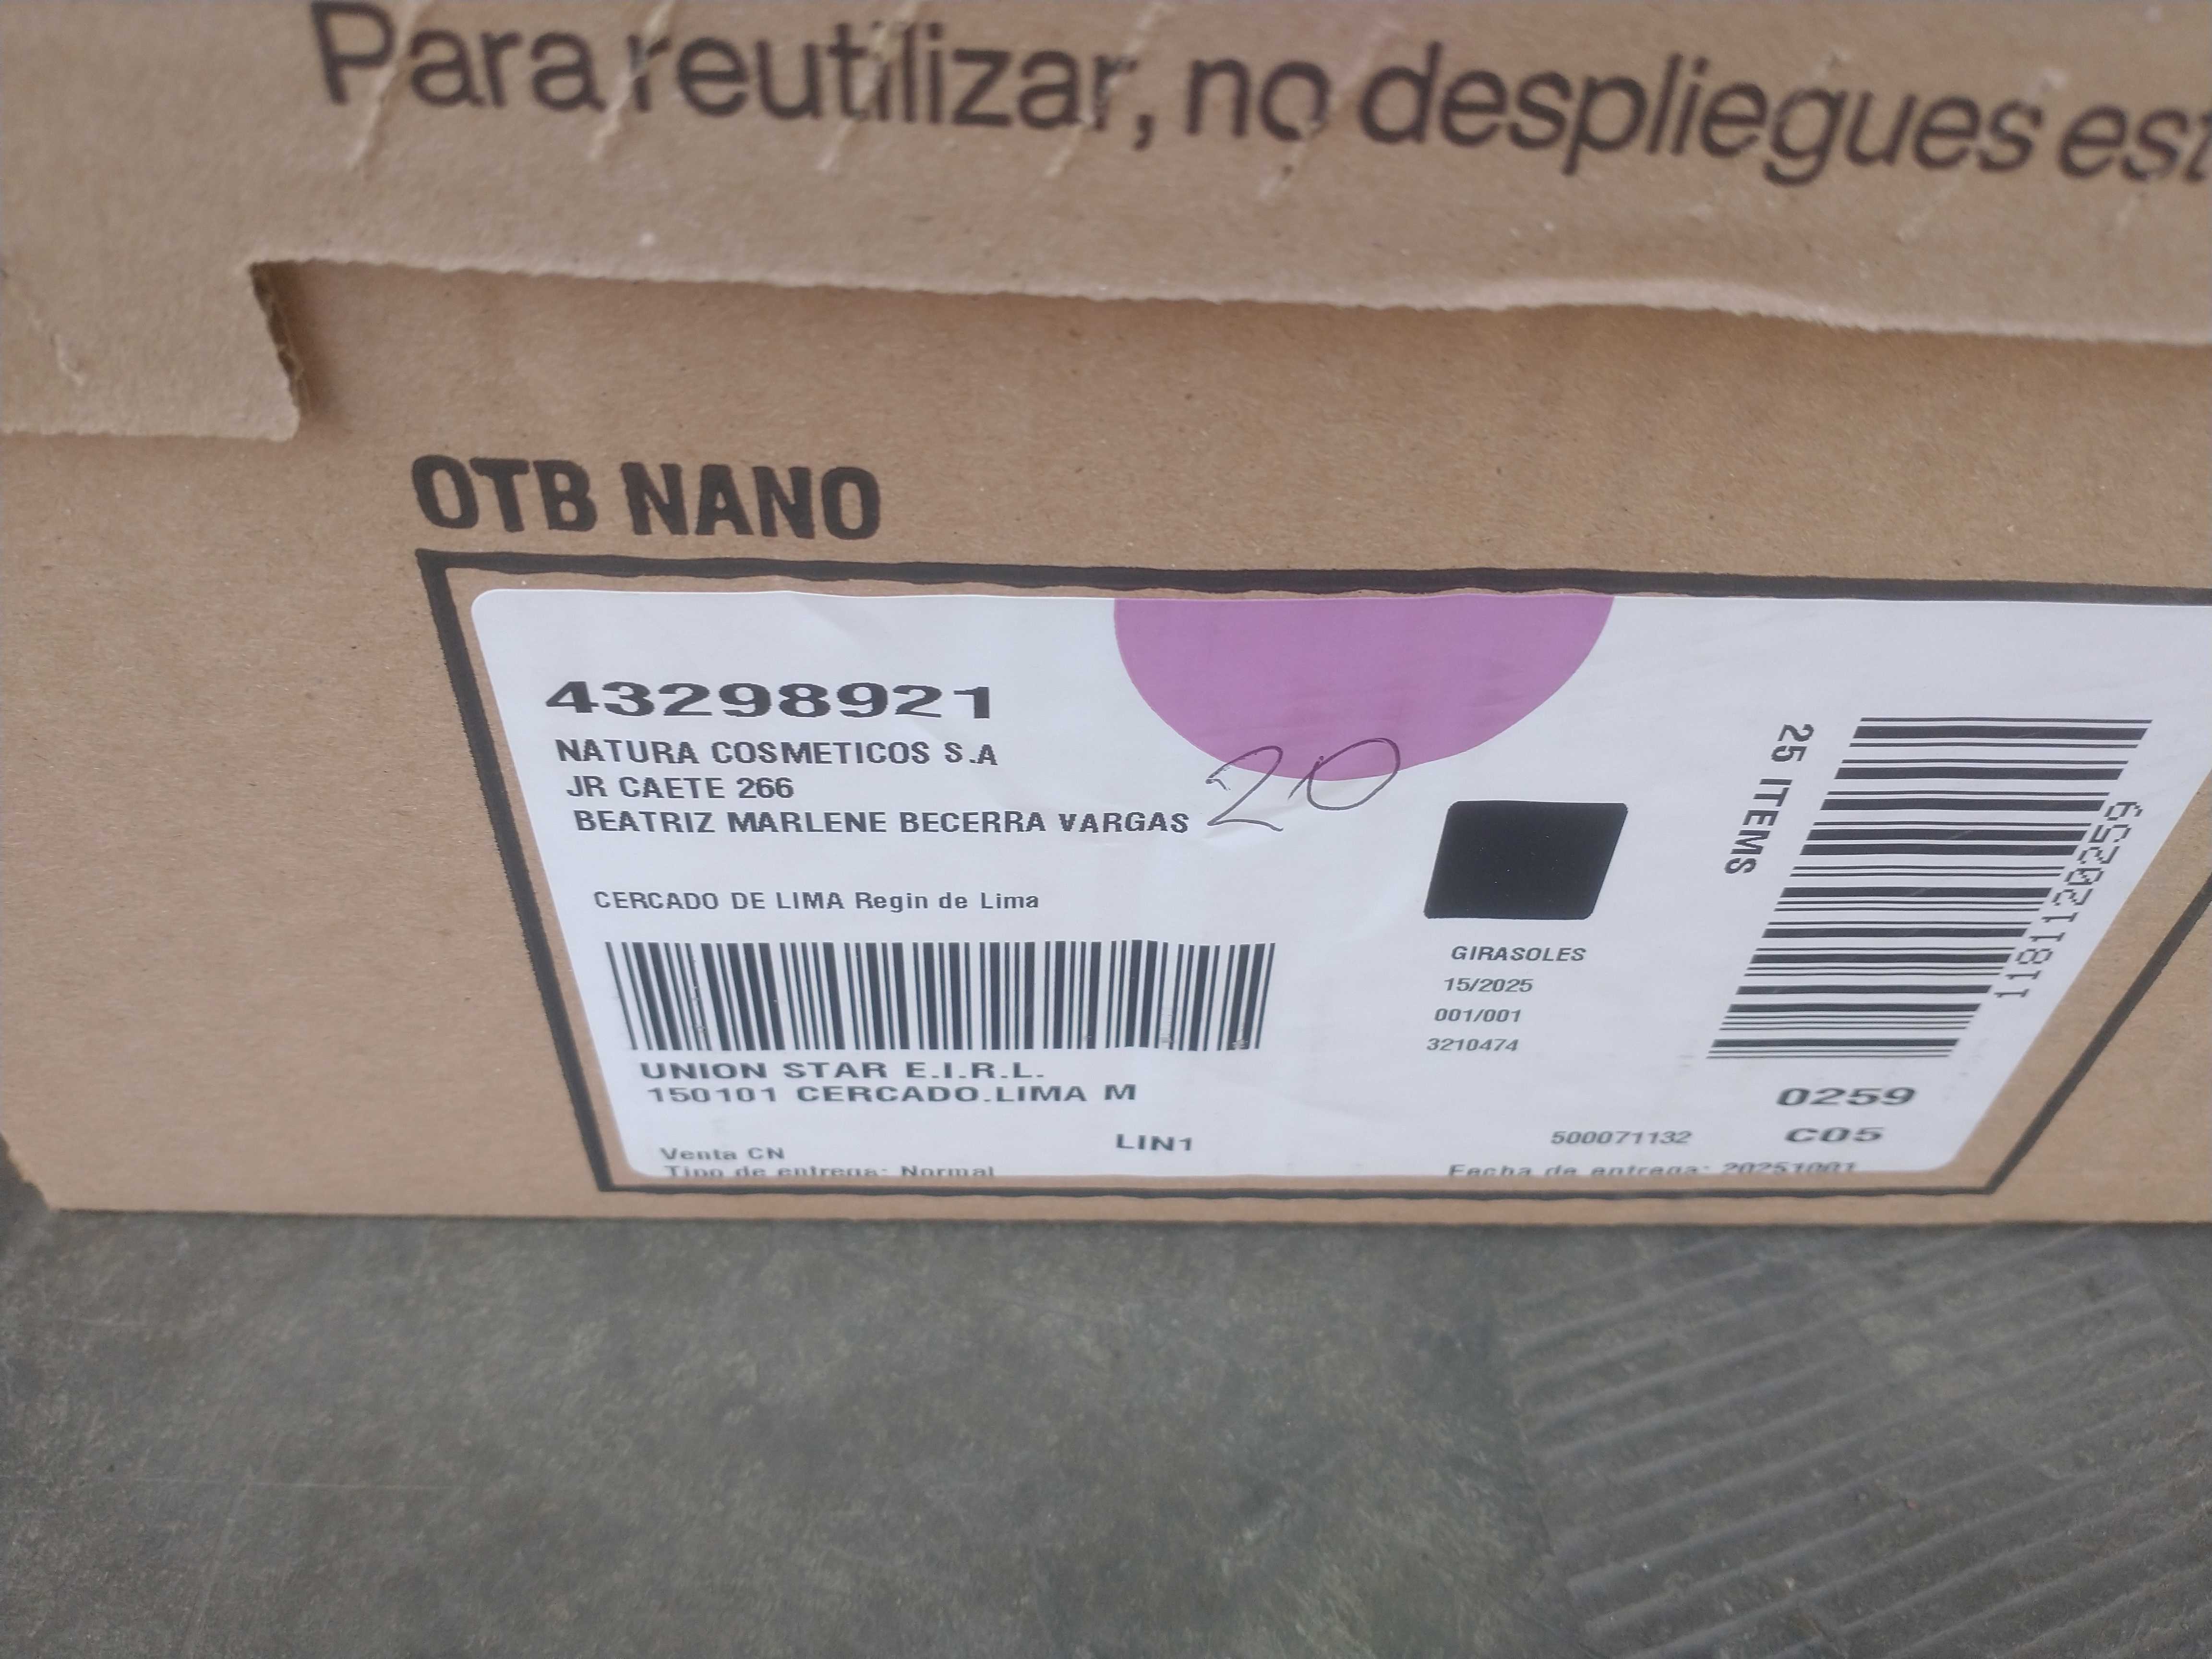 Para reutilizar, no despliegues
OTB NANO
43298921
NATURA COSMETICOS S.A
JR CAETE 266
BEATRIZ MARLENE BECERRA VARGAS
20
CERCADO DE LIMA Regin de Lima
UNION STAR E.I.R.L.
150101 CERCADO.LIMA M
Venta CN
LIN1
Tipo de entrega: Normal
GIRASOLES
15/2025
001/001
3210474
25 ITEMS
0259
500071132
C05
Fecha de entrega: 20251001